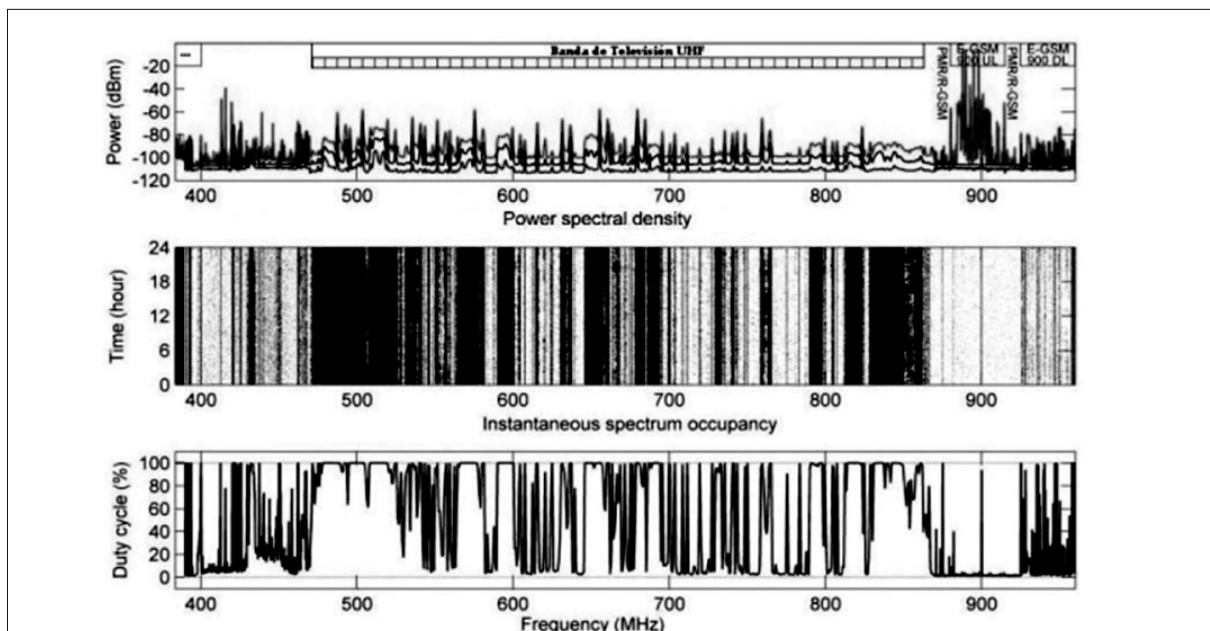 ...
Banda de Televisión UHF
PMR/R-GSM
E-GSM
900 UL
PMR/R-GSM
E-GSM
900 DL
Power (dBm)
-20
-40
-60
-80
-100
-120
400 500 600 700 800 900
Power spectral density
Time (hour)
24
18
12
6
0
400 500 600 700 800 900
Instantaneous spectrum occupancy
Duty cycle (%)
100
80
60
40
20
0
400 500 600 700 800 900
Frequency (MHz)